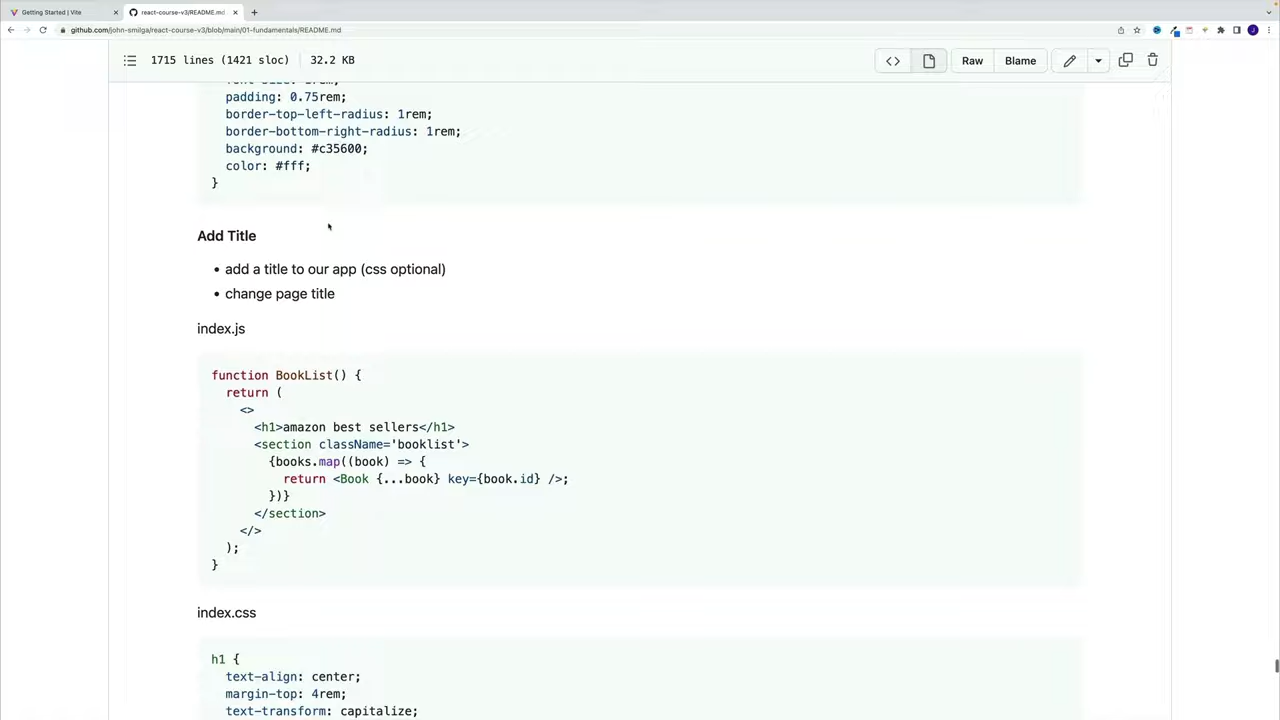 Getting Started | Vite
react-course-v3/README.md
github.com/john-smilga/react-course-v3/blob/main/01-fundamentals/README.md
1715 lines (1421 sloc)
32.2 KB
Raw
Blame
padding: 0.75rem;
border-top-left-radius: 1rem;
border-bottom-right-radius: 1rem;
background: #c35600;
color: #fff;
}
Add Title
• add a title to our app (css optional)
• change page title
index.js
function BookList() {
return (
<>
<h1>amazon best sellers</h1>
<section className='booklist'>
{books.map((book) => {
return <Book {...book} key={book.id} />;
})}
</section>
</>
);
}
index.css
h1 {
text-align: center;
margin-top: 4rem;
text-transform: capitalize;